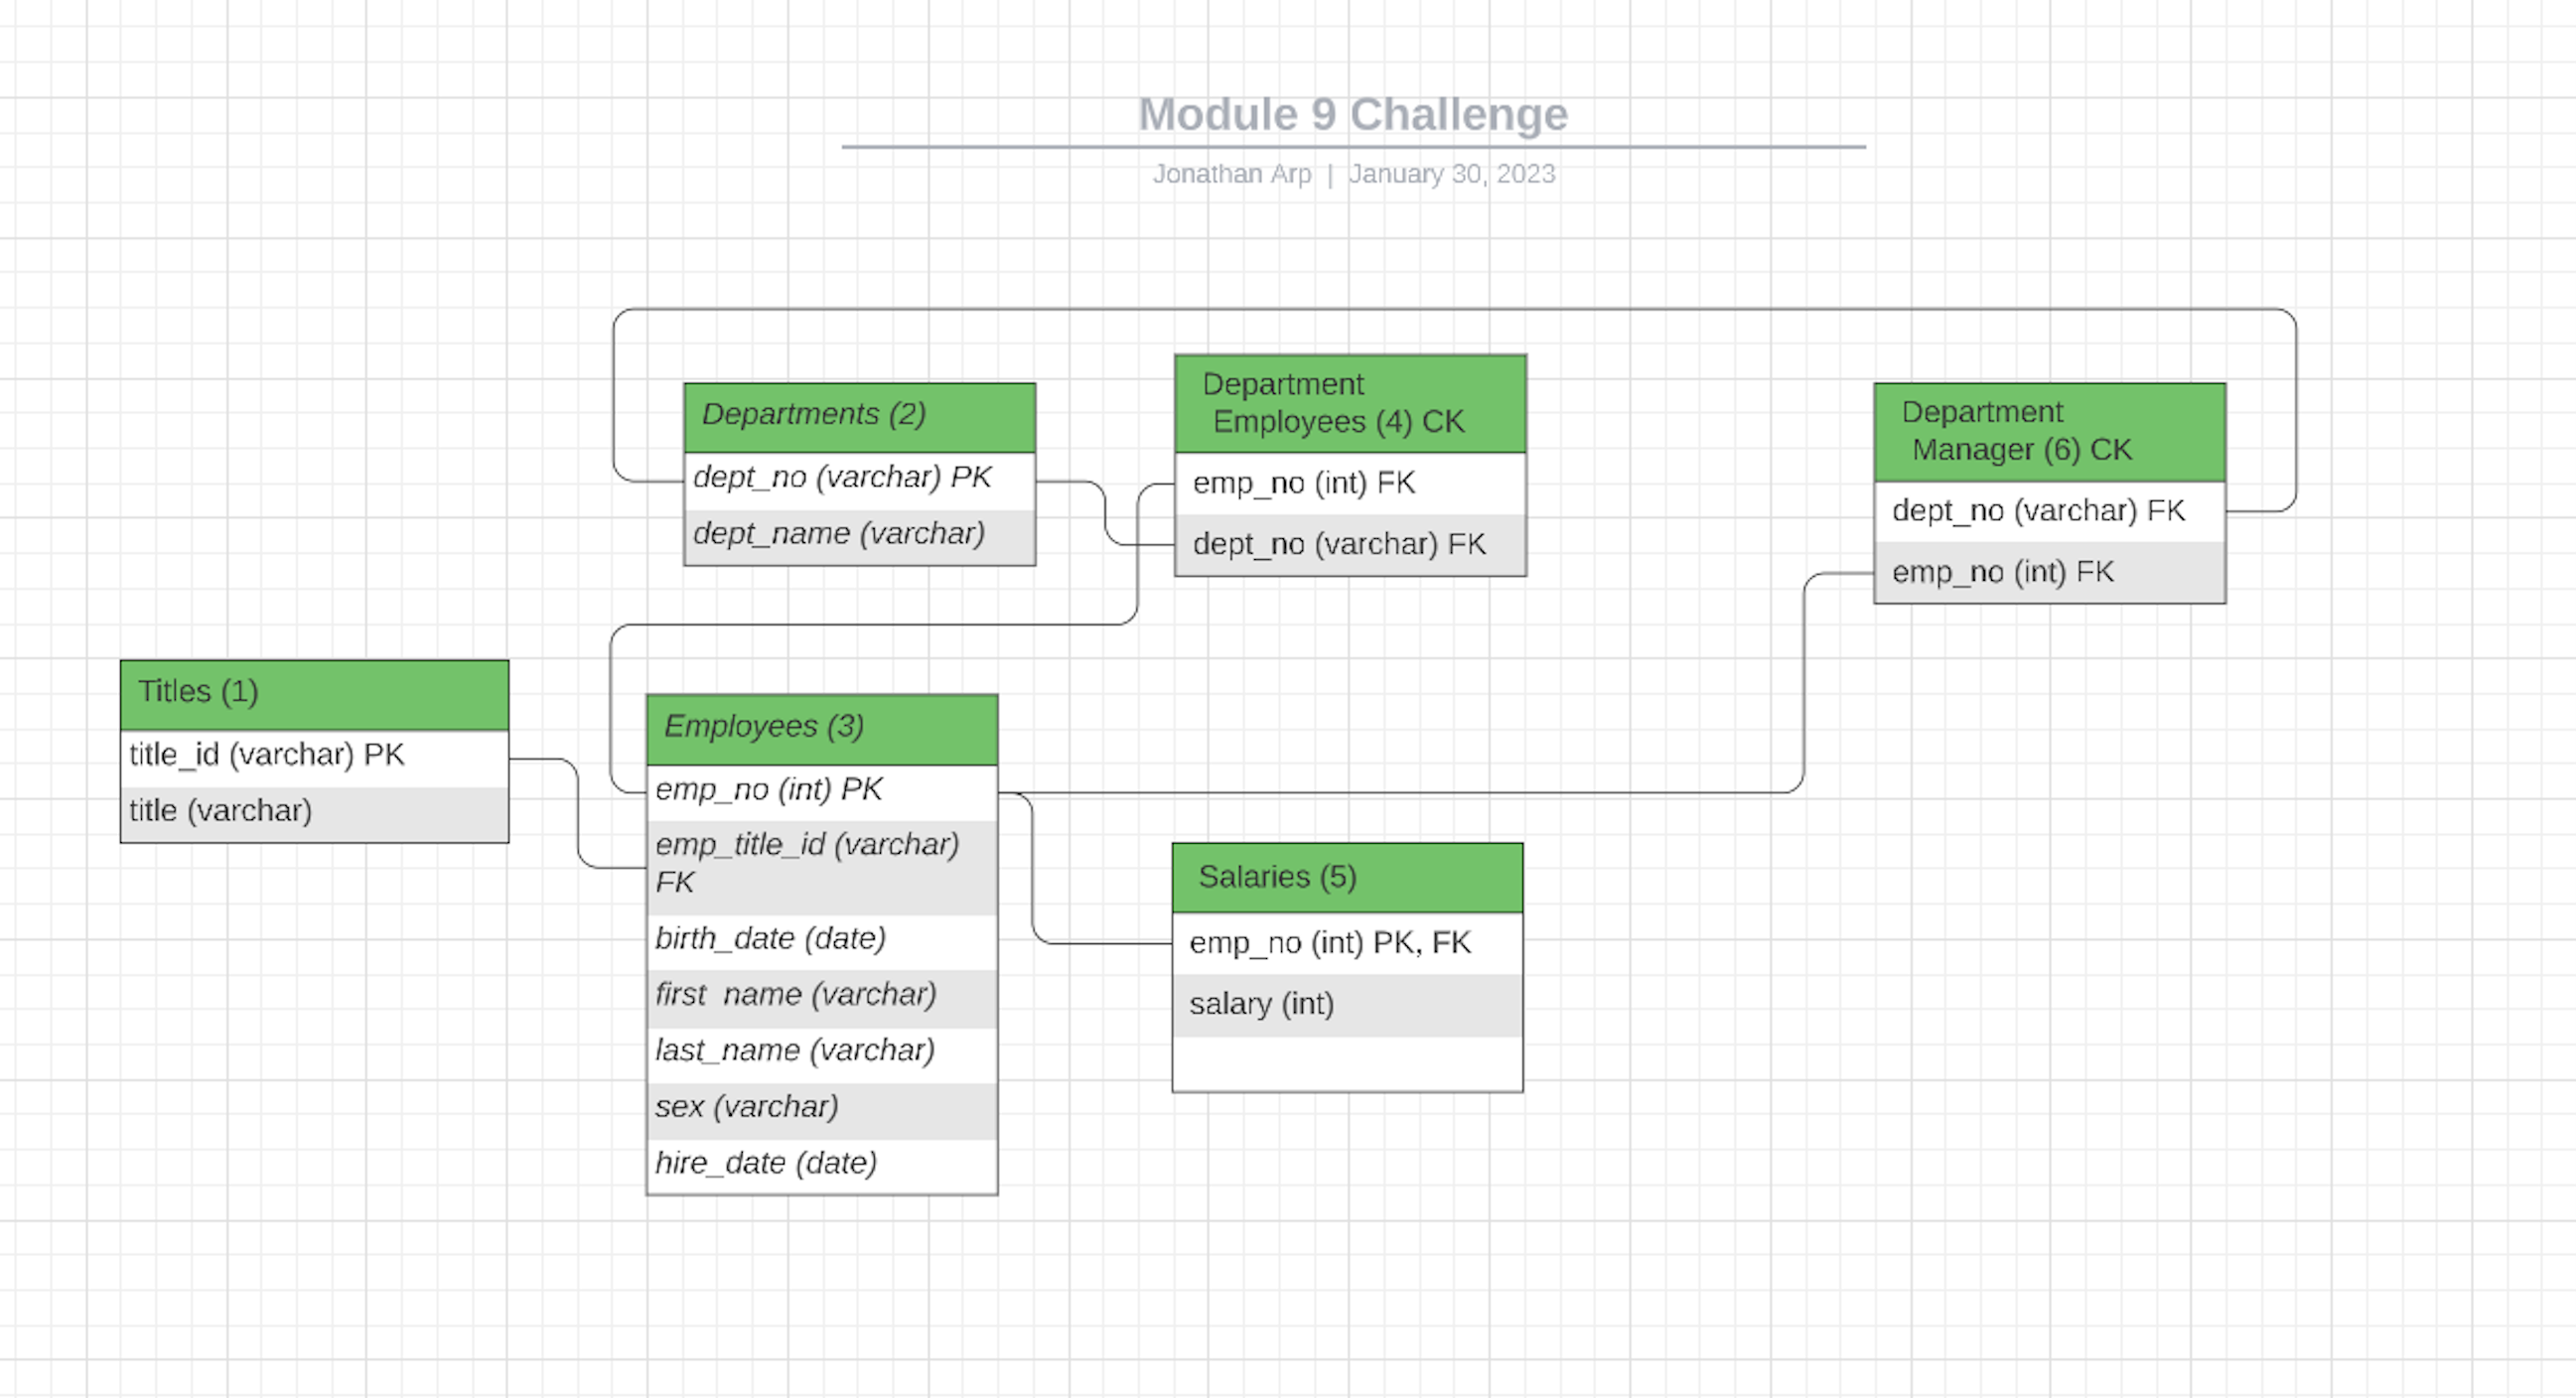 Module 9 Challenge
Jonathan Arp | January 30, 2023
Departments (2)
dept_no (varchar) PK
dept_name (varchar)
Department
Employees (4) CK
emp_no (int) FK
dept_no (varchar) FK
Department
Manager (6) CK
dept_no (varchar) FK
emp_no (int) FK
Titles (1)
title_id (varchar) PK
title (varchar)
Employees (3)
emp_no (int) PK
emp_title_id (varchar)
FK
birth_date (date)
first_name (varchar)
last_name (varchar)
sex (varchar)
hire_date (date)
Salaries (5)
emp_no (int) PK, FK
salary (int)